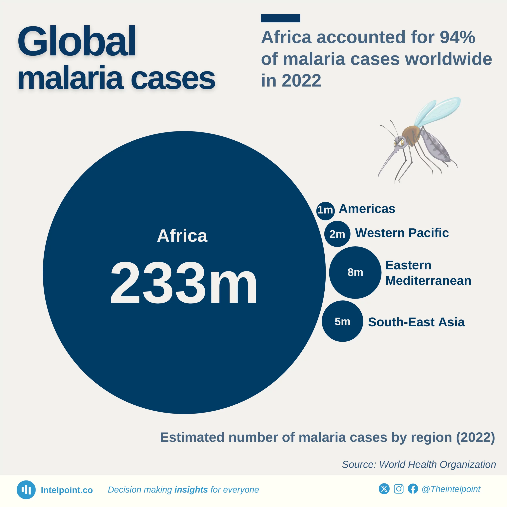 Global
malaria cases
Africa accounted for 94%
of malaria cases worldwide
in 2022
Africa
233m
1m Americas
2m Western Pacific
8m Eastern
Mediterranean
5m South-East Asia
Estimated number of malaria cases by region (2022)
Source: World Health Organization
Intelpoint.co Decision making insights for everyone @TheIntelpoint